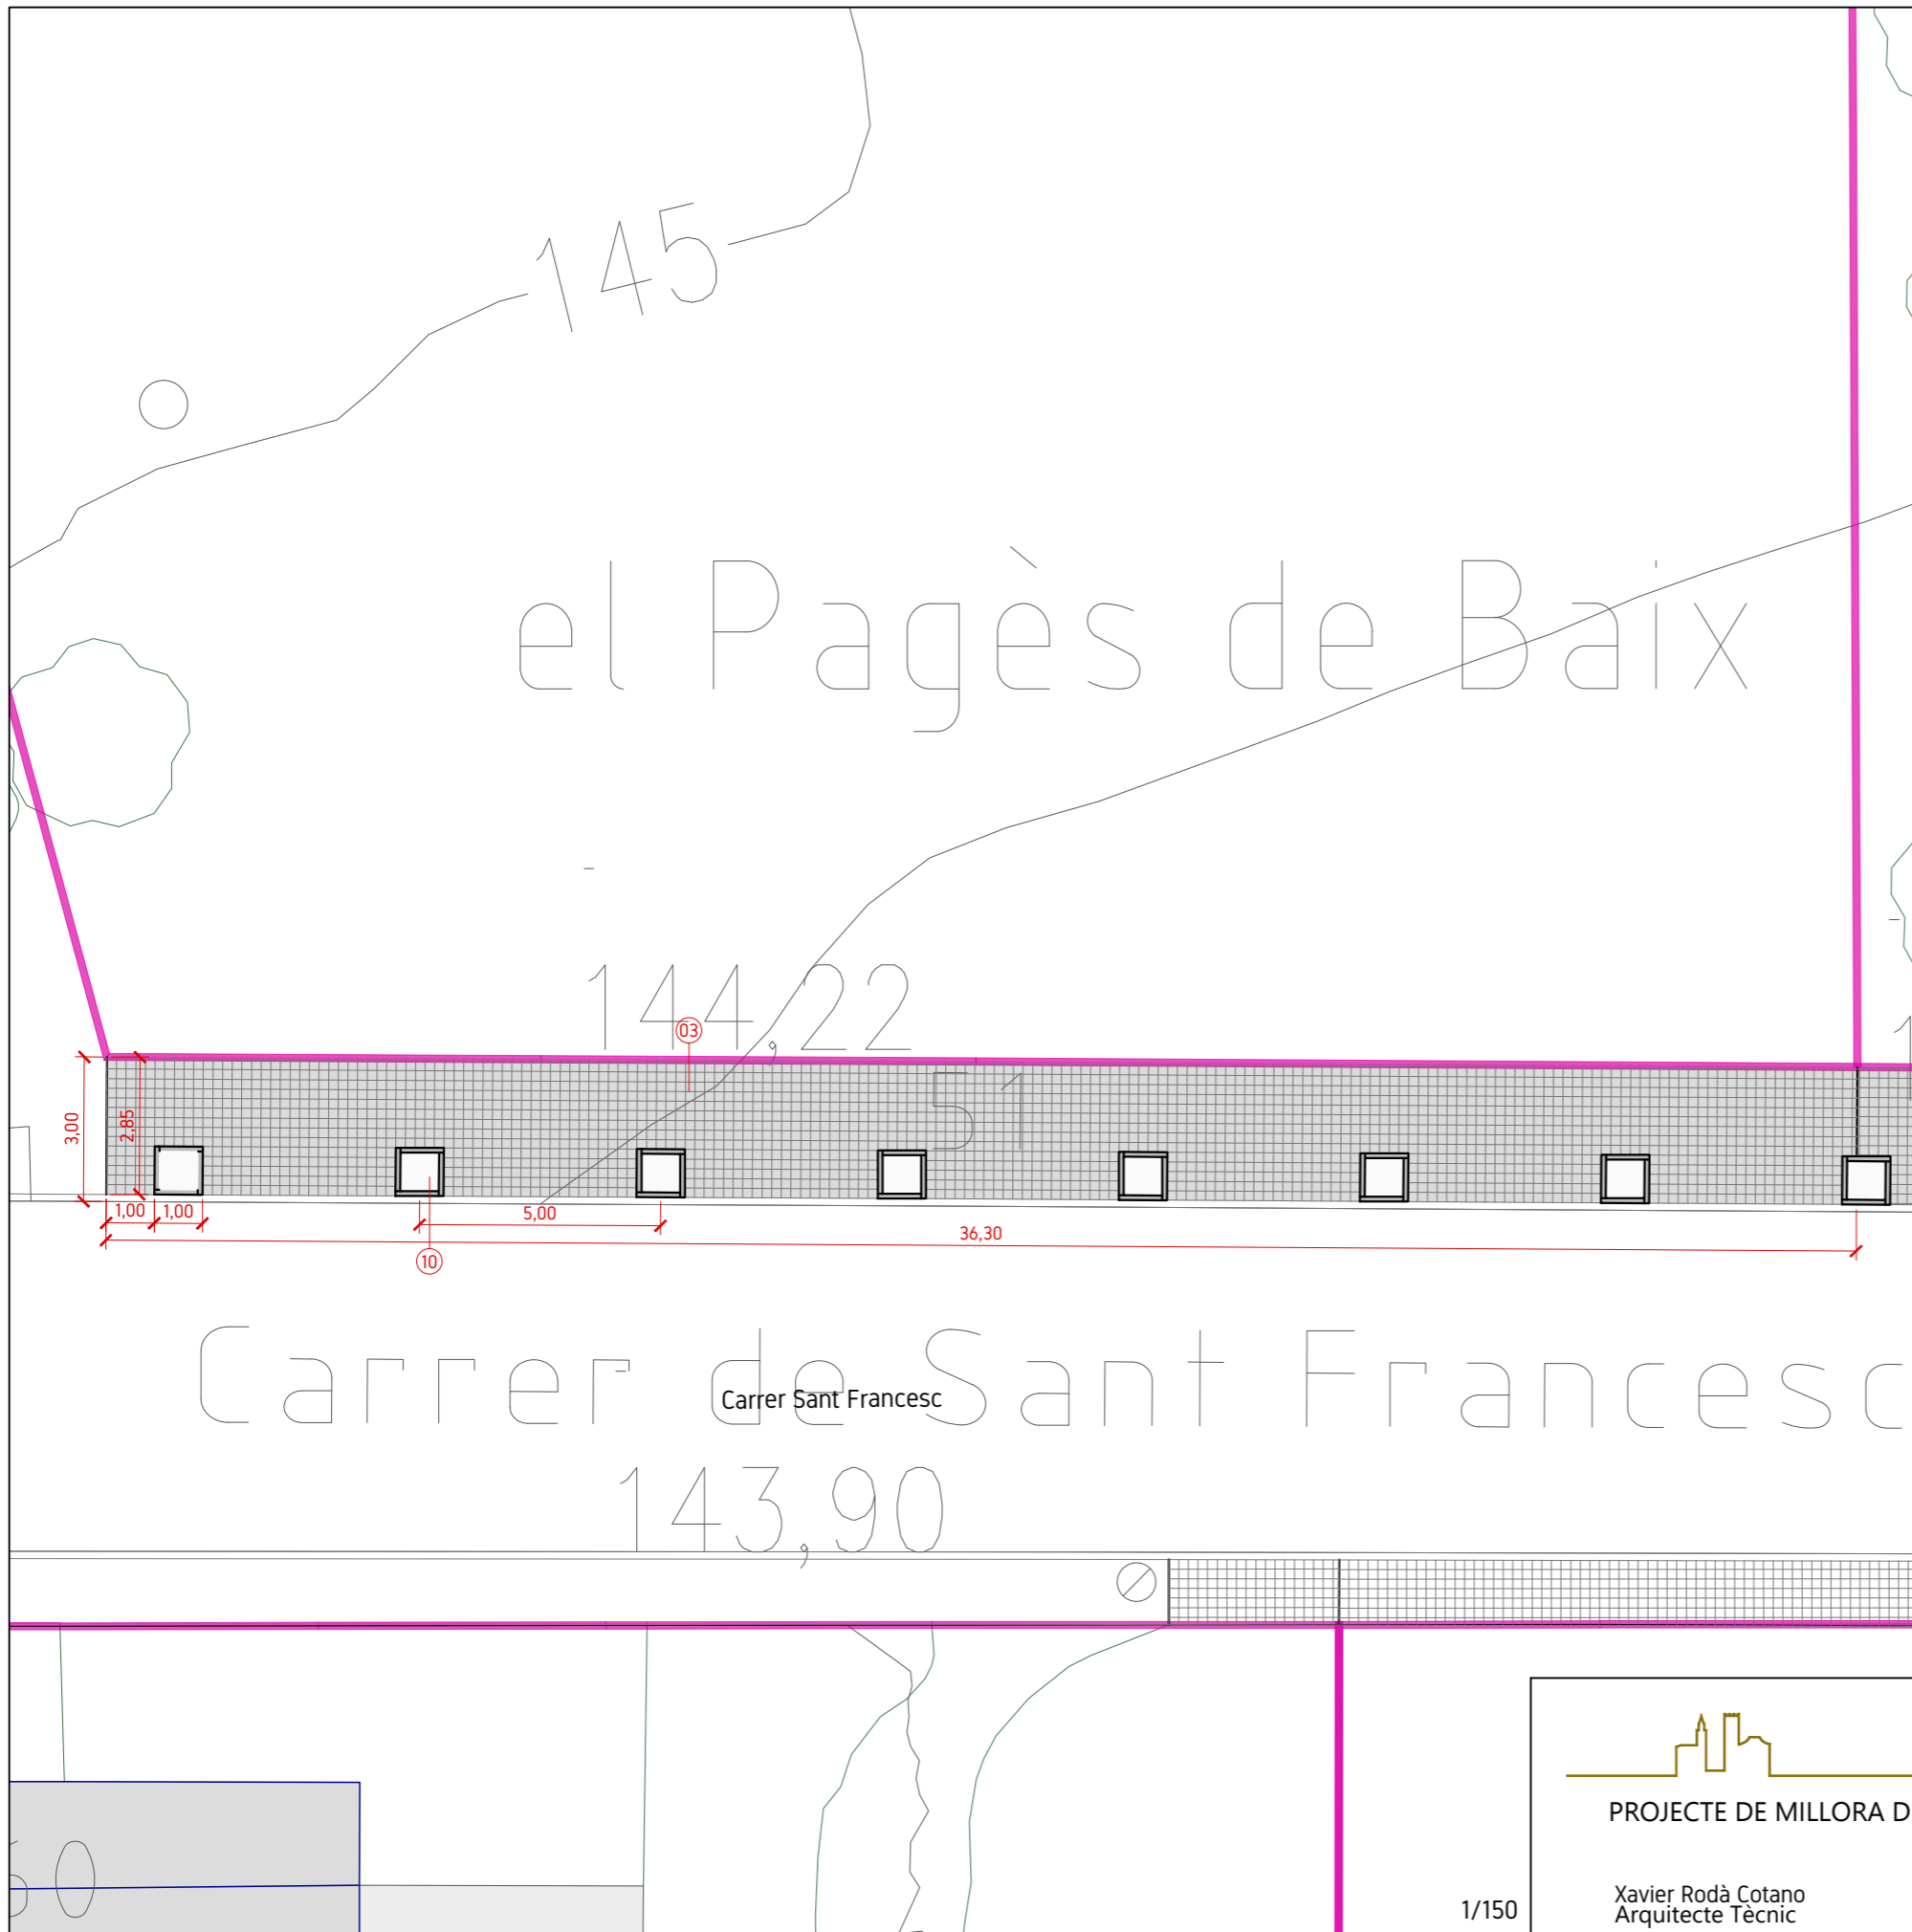 145
el Pagès de Baix
144,22
03
51
3,00
2,85
1,00
1,00
5,00
36,30
10
Carrer de Sant Francesc
Carrer Sant Francesc
143,90
PROJECTE DE MILLORA D
1/150
Xavier Rodà Cotano
Arquitecte Tècnic